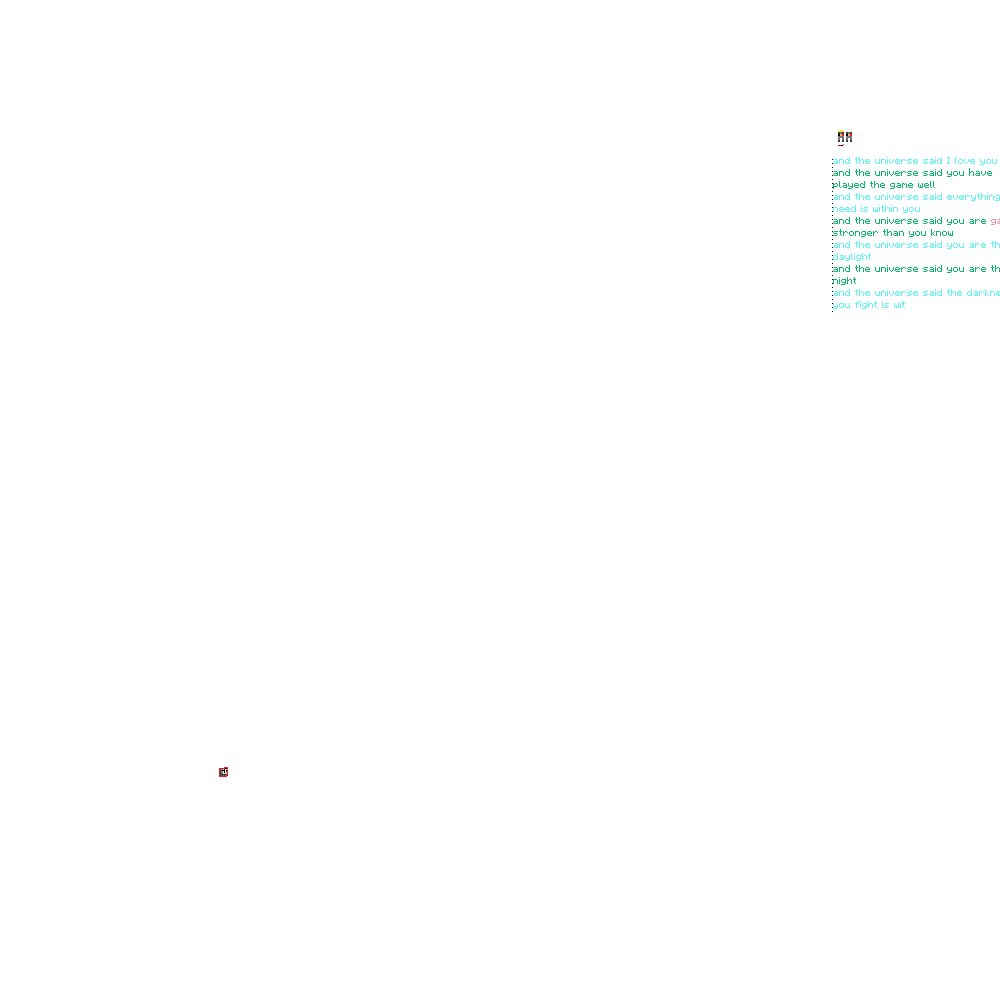 and the universe said I love you
and the universe said you have
played the game well
and the universe said everything
need is within you
and the universe said you are ga
stronger than you know
and the universe said you are th
daylight
and the universe said you are th
night
and the universe said the darkne
you fight is wit